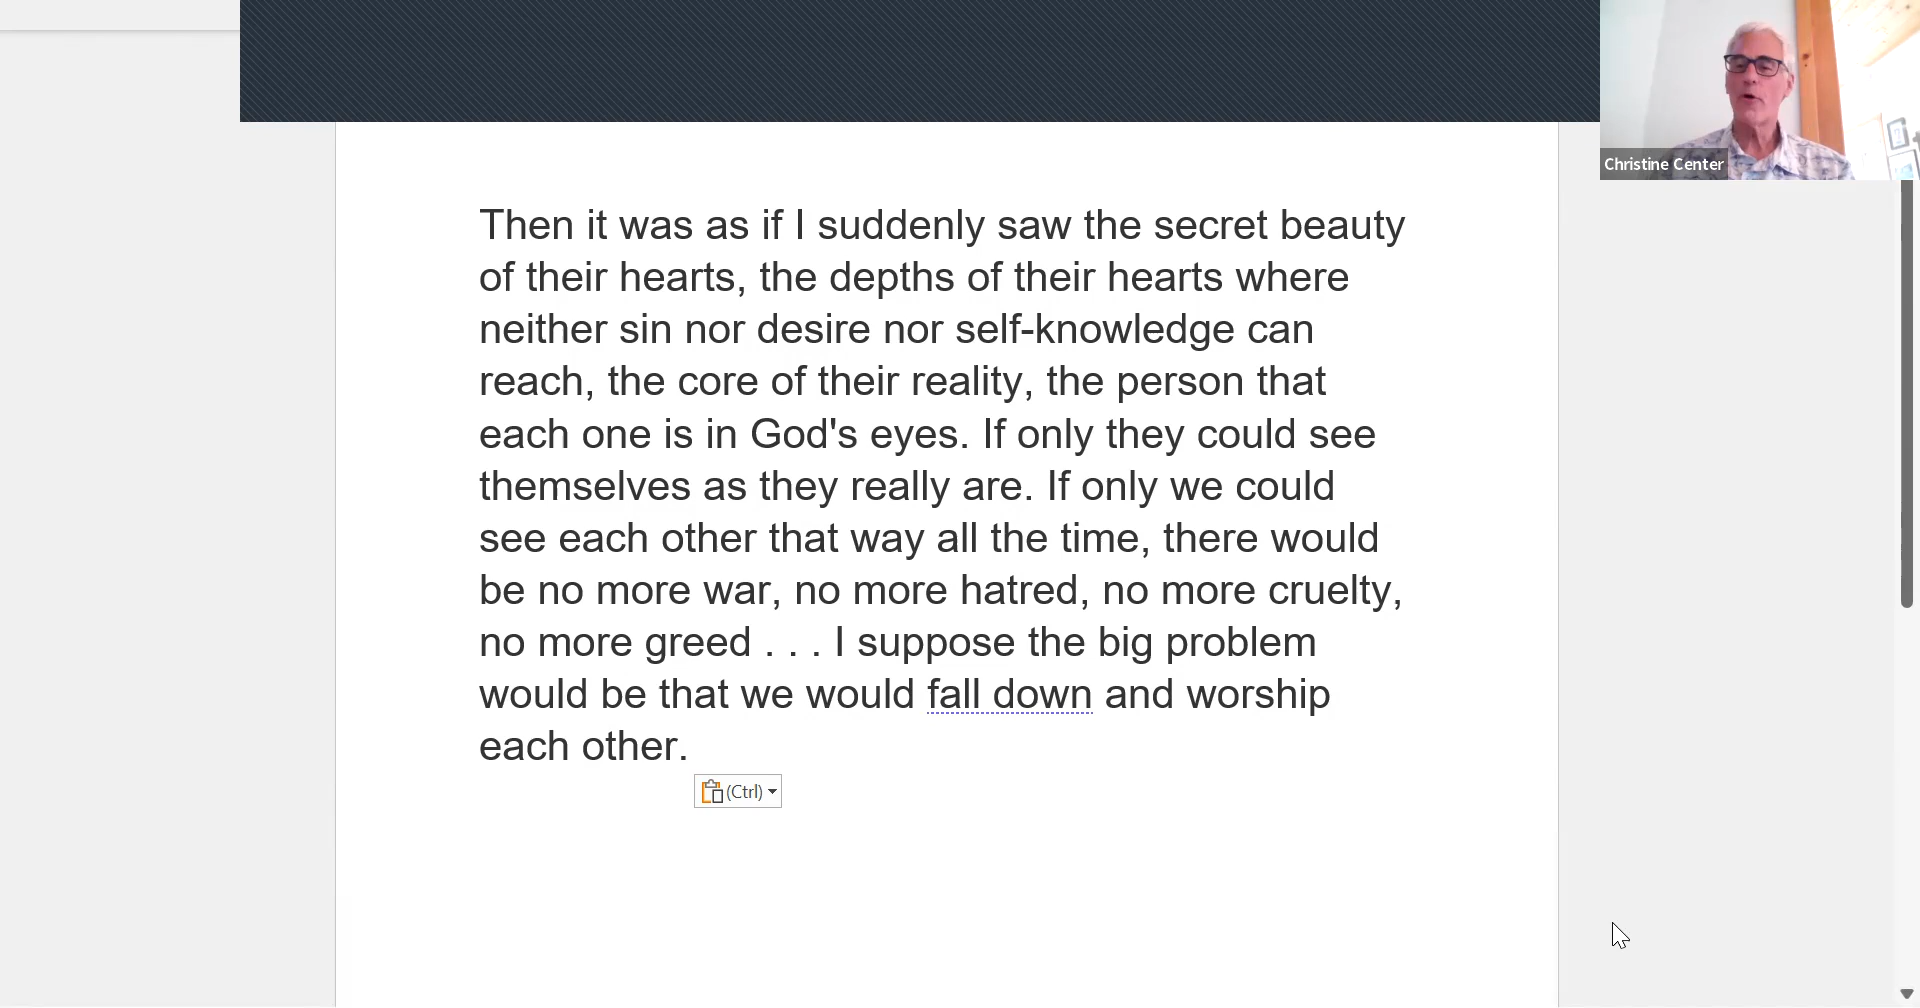 Christine Center
Then it was as if I suddenly saw the secret beauty
of their hearts, the depths of their hearts where
neither sin nor desire nor self-knowledge can
reach, the core of their reality, the person that
each one is in God's eyes. If only they could see
themselves as they really are. If only we could
see each other that way all the time, there would
be no more war, no more hatred, no more cruelty,
no more greed . . . I suppose the big problem
would be that we would fall down and worship
each other.
(Ctrl)